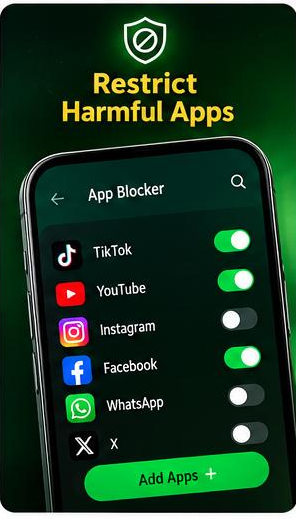 Restrict
Harmful Apps
App Blocker
TikTok
YouTube
Instagram
Facebook
WhatsApp
X
Add Apps +